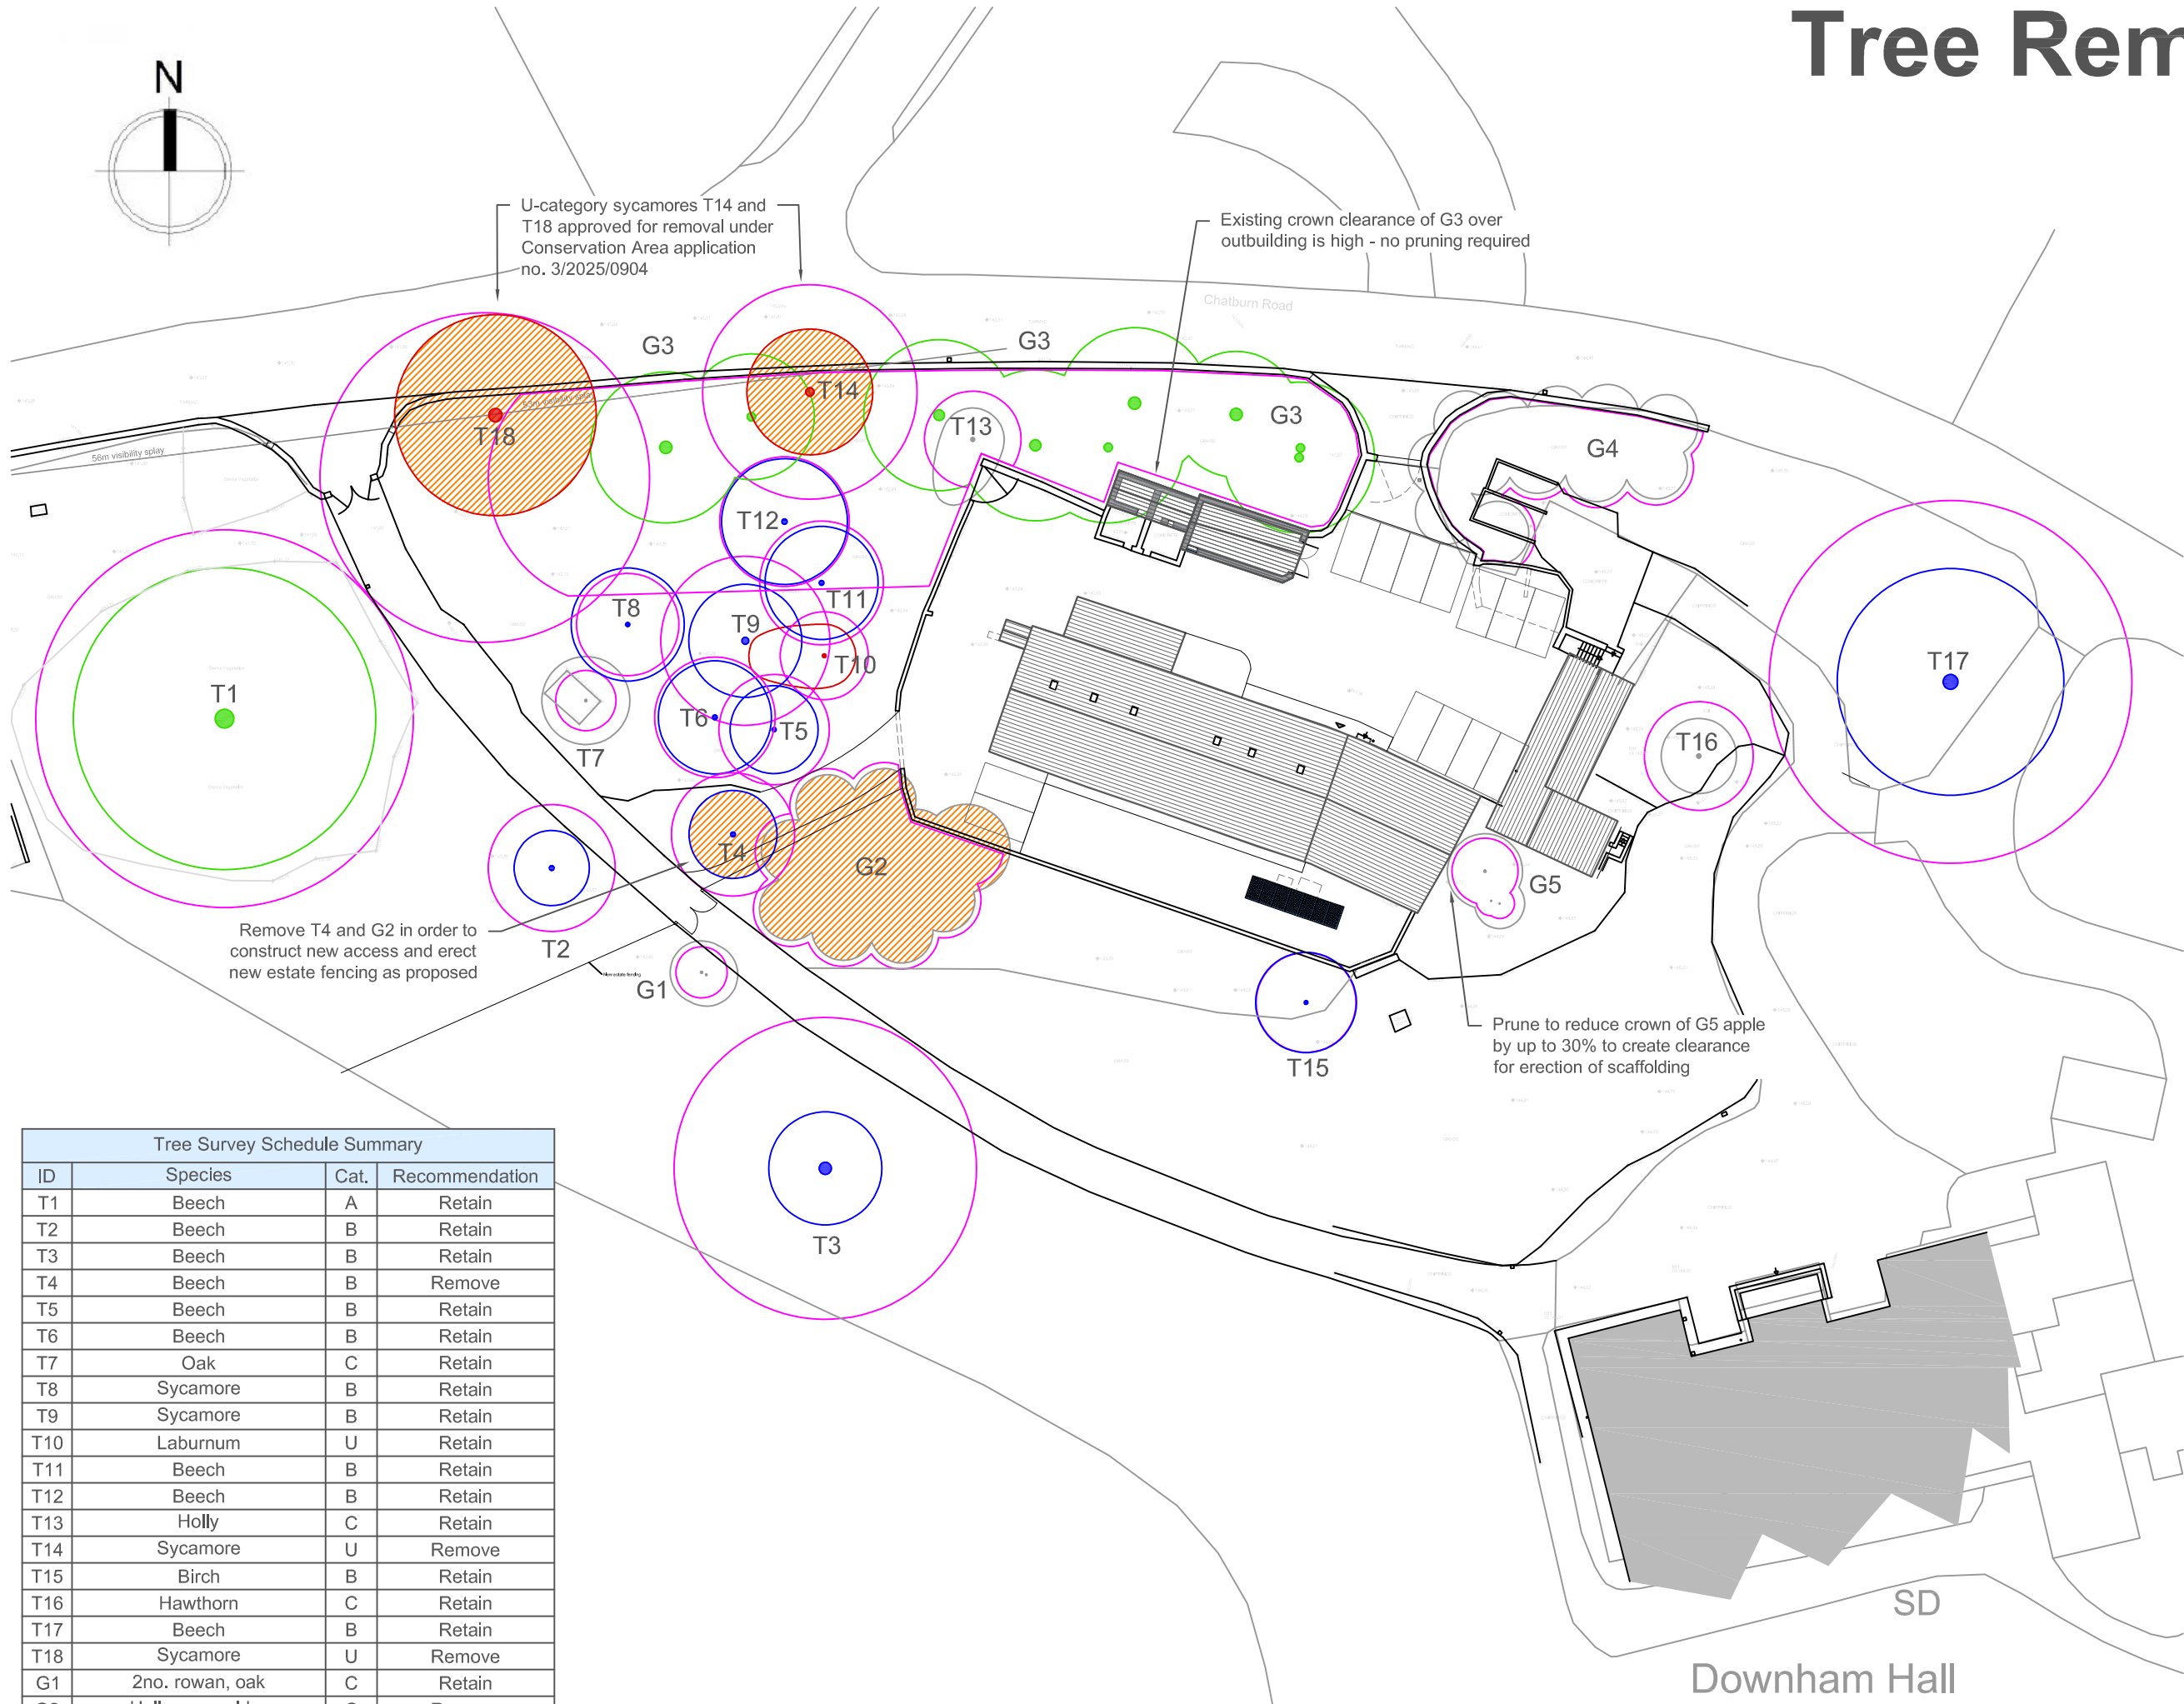 Tree Rem
N
U-category sycamores T14 and
T18 approved for removal under
Conservation Area application
no. 3/2025/0904
Existing crown clearance of G3 over
outbuilding is high - no pruning required
Chatburn Road
G3
G3
G3
T14
T13
T18
G4
56m visibility splay
T12
T11
T8
T9
T10
T17
T1
T6
T5
T7
T16
T4
G2
G5
Remove T4 and G2 in order to
construct new access and erect
new estate fencing as proposed
T2
New estate fencing
G1
Prune to reduce crown of G5 apple
by up to 30% to create clearance
for erection of scaffolding
T15
T3
Tree Survey Schedule Summary
ID Species Cat. Recommendation
T1 Beech A Retain
T2 Beech B Retain
T3 Beech B Retain
T4 Beech B Remove
T5 Beech B Retain
T6 Beech B Retain
T7 Oak C Retain
T8 Sycamore B Retain
T9 Sycamore B Retain
T10 Laburnum U Retain
T11 Beech B Retain
T12 Beech B Retain
T13 Holly C Retain
T14 Sycamore U Remove
T15 Birch B Retain
T16 Hawthorn C Retain
T17 Beech B Retain
T18 Sycamore U Remove
G1 2no. rowan, oak C Retain
SD
Downham Hall